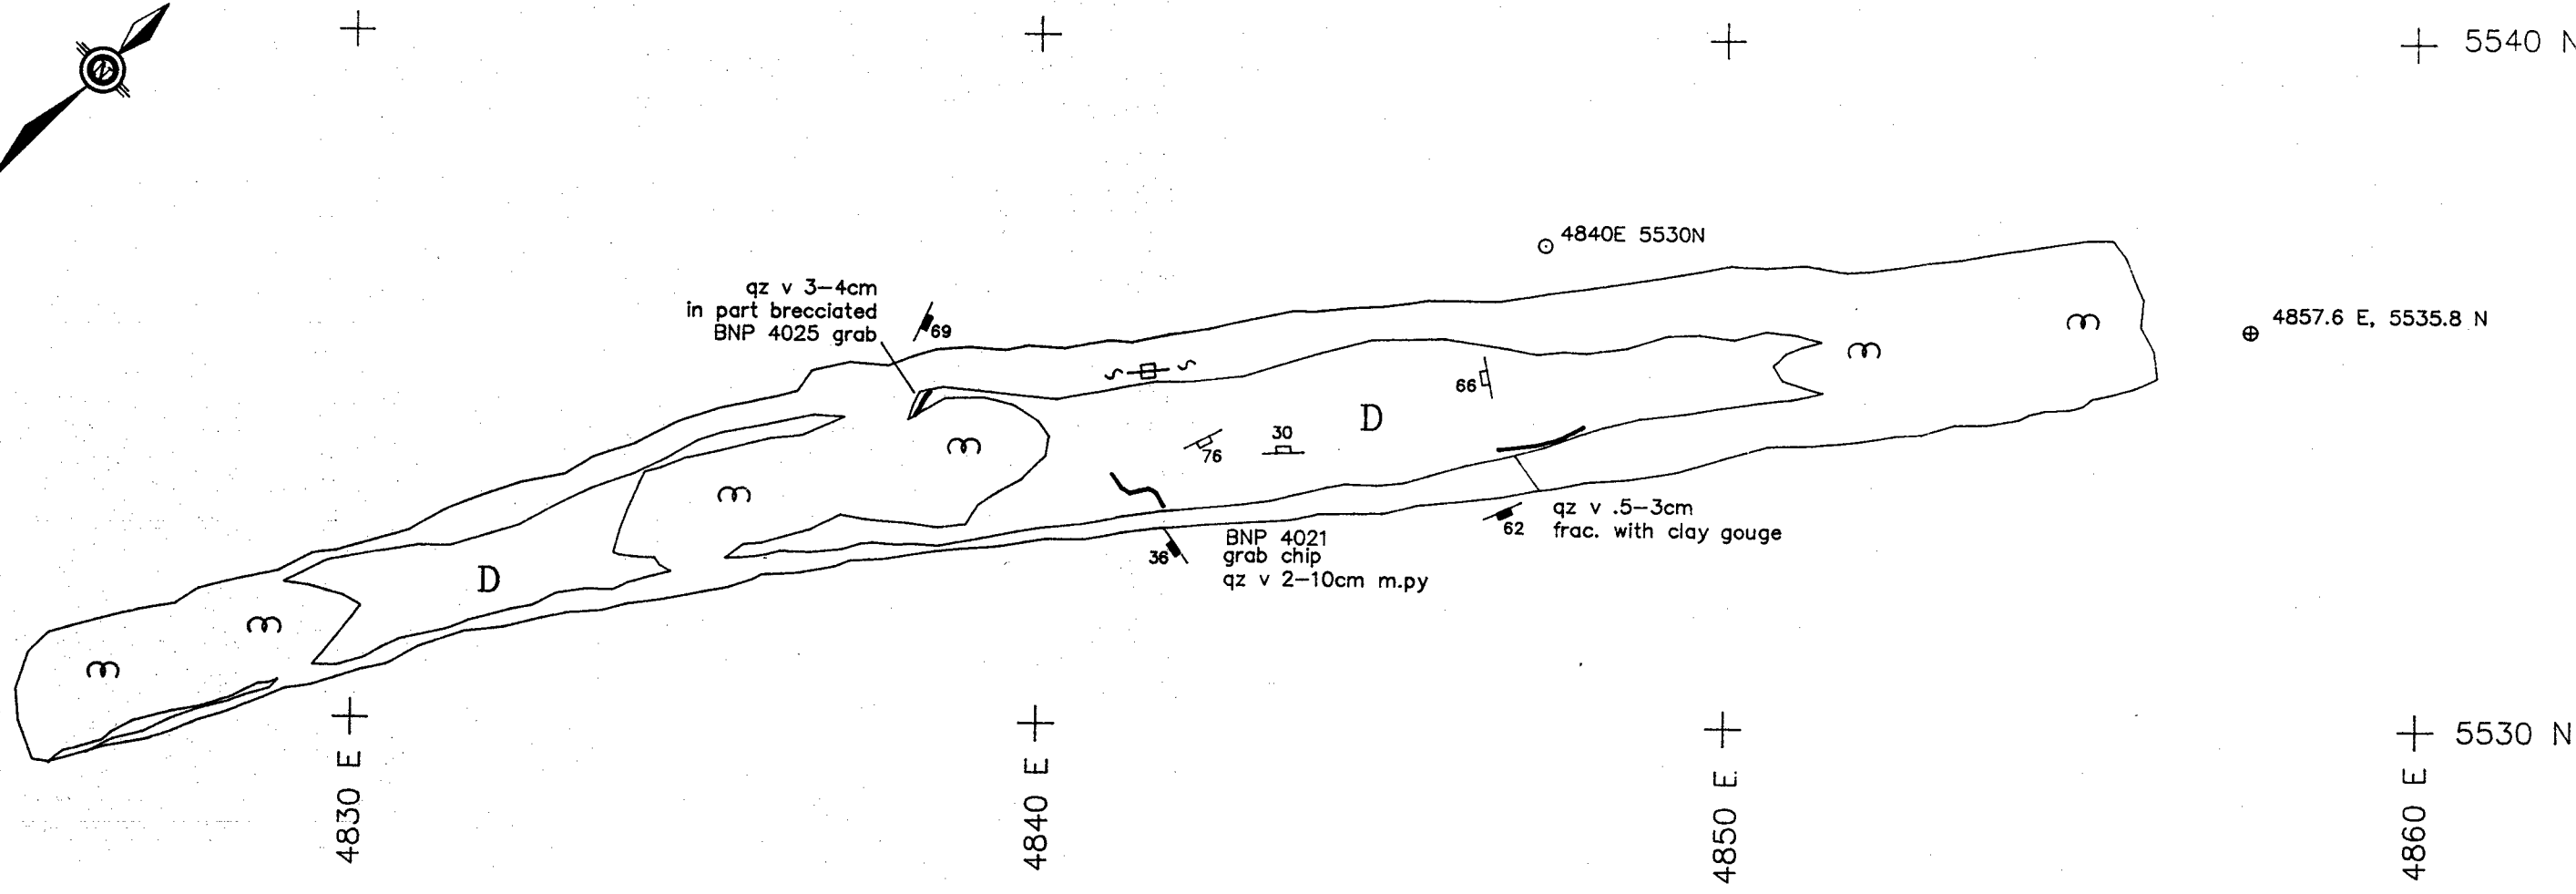 5540 N
4840E 5530N
qz v 3-4cm
in part brecciated
BNP 4025 grab
69
4857.6 E, 5535.8 N
66
D
30
76
qz v .5-3cm
frac. with clay gouge
62
BNP 4021
grab chip
qz v 2-10cm m.py
36
D
5530 N
4830 E
4840 E
4850 E
4860 E